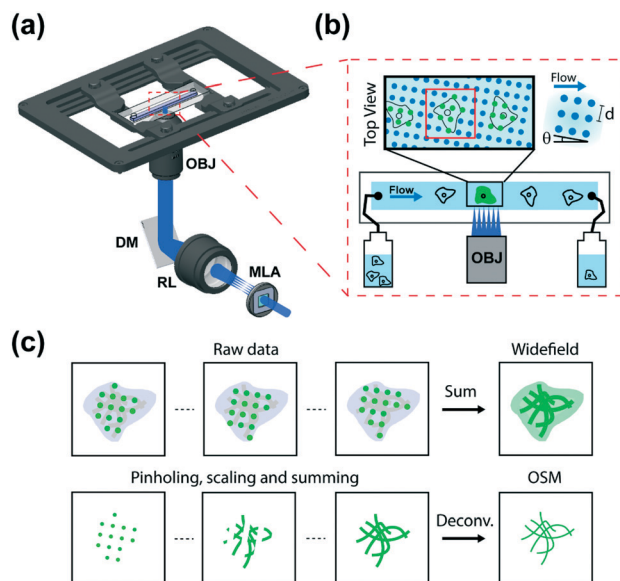 (a)
OBJ
DM
RL
MLA
(b)
Top View
Flow
d
θ
Flow
OBJ
(c)
Raw data
Widefield
Sum
Pinholing, scaling and summing
OSM
Deconv.